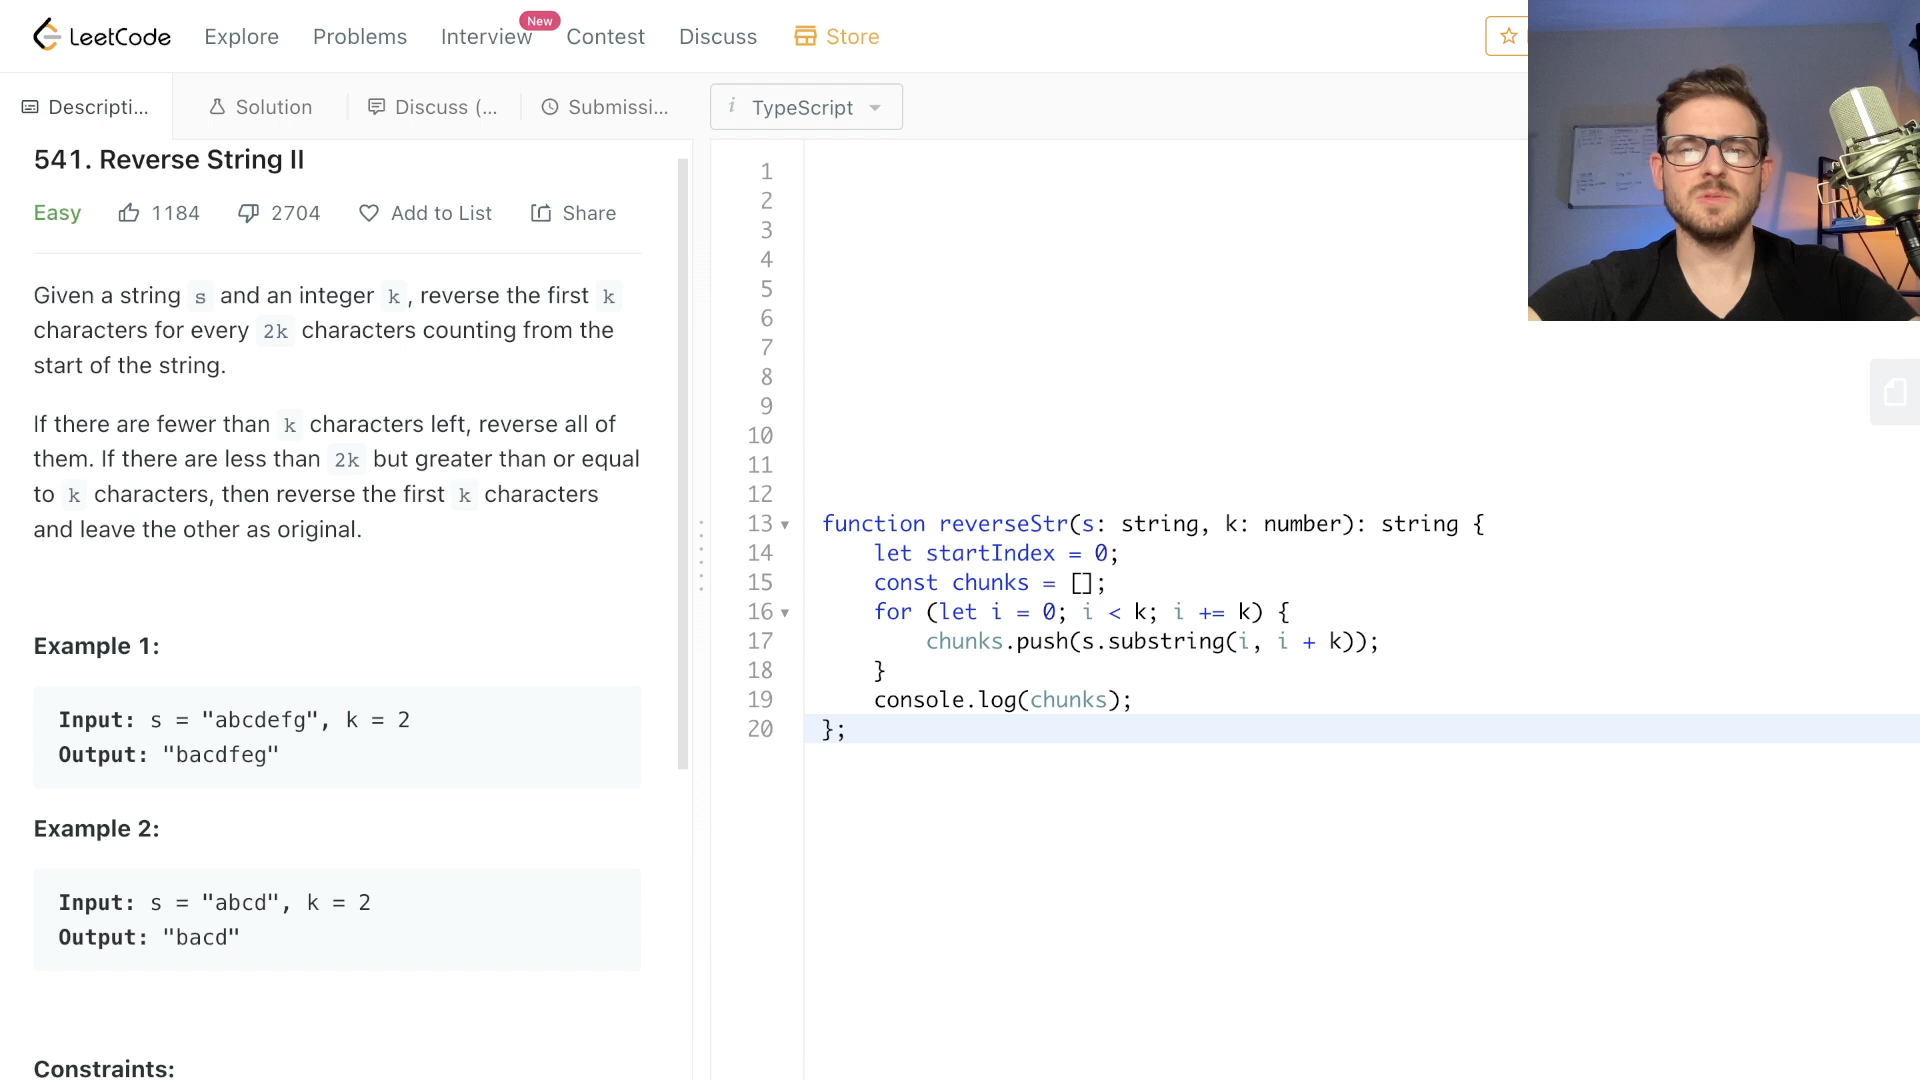 LeetCode Explore Problems Interview New Contest Discuss Store
Descripti... Solution Discuss (... Submissi... i TypeScript
541. Reverse String II
Easy 1184 2704 Add to List Share
Given a string s and an integer k , reverse the first k
characters for every 2k characters counting from the
start of the string.
If there are fewer than k characters left, reverse all of
them. If there are less than 2k but greater than or equal
to k characters, then reverse the first k characters
and leave the other as original.
Example 1:
Input: s = "abcdefg", k = 2
Output: "bacdfeg"
Example 2:
Input: s = "abcd", k = 2
Output: "bacd"
Constraints:
1
2
3
4
5
6
7
8
9
10
11
12
13 function reverseStr(s: string, k: number): string {
14 let startIndex = 0;
15 const chunks = [];
16 for (let i = 0; i < k; i += k) {
17 chunks.push(s.substring(i, i + k));
18 }
19 console.log(chunks);
20 };